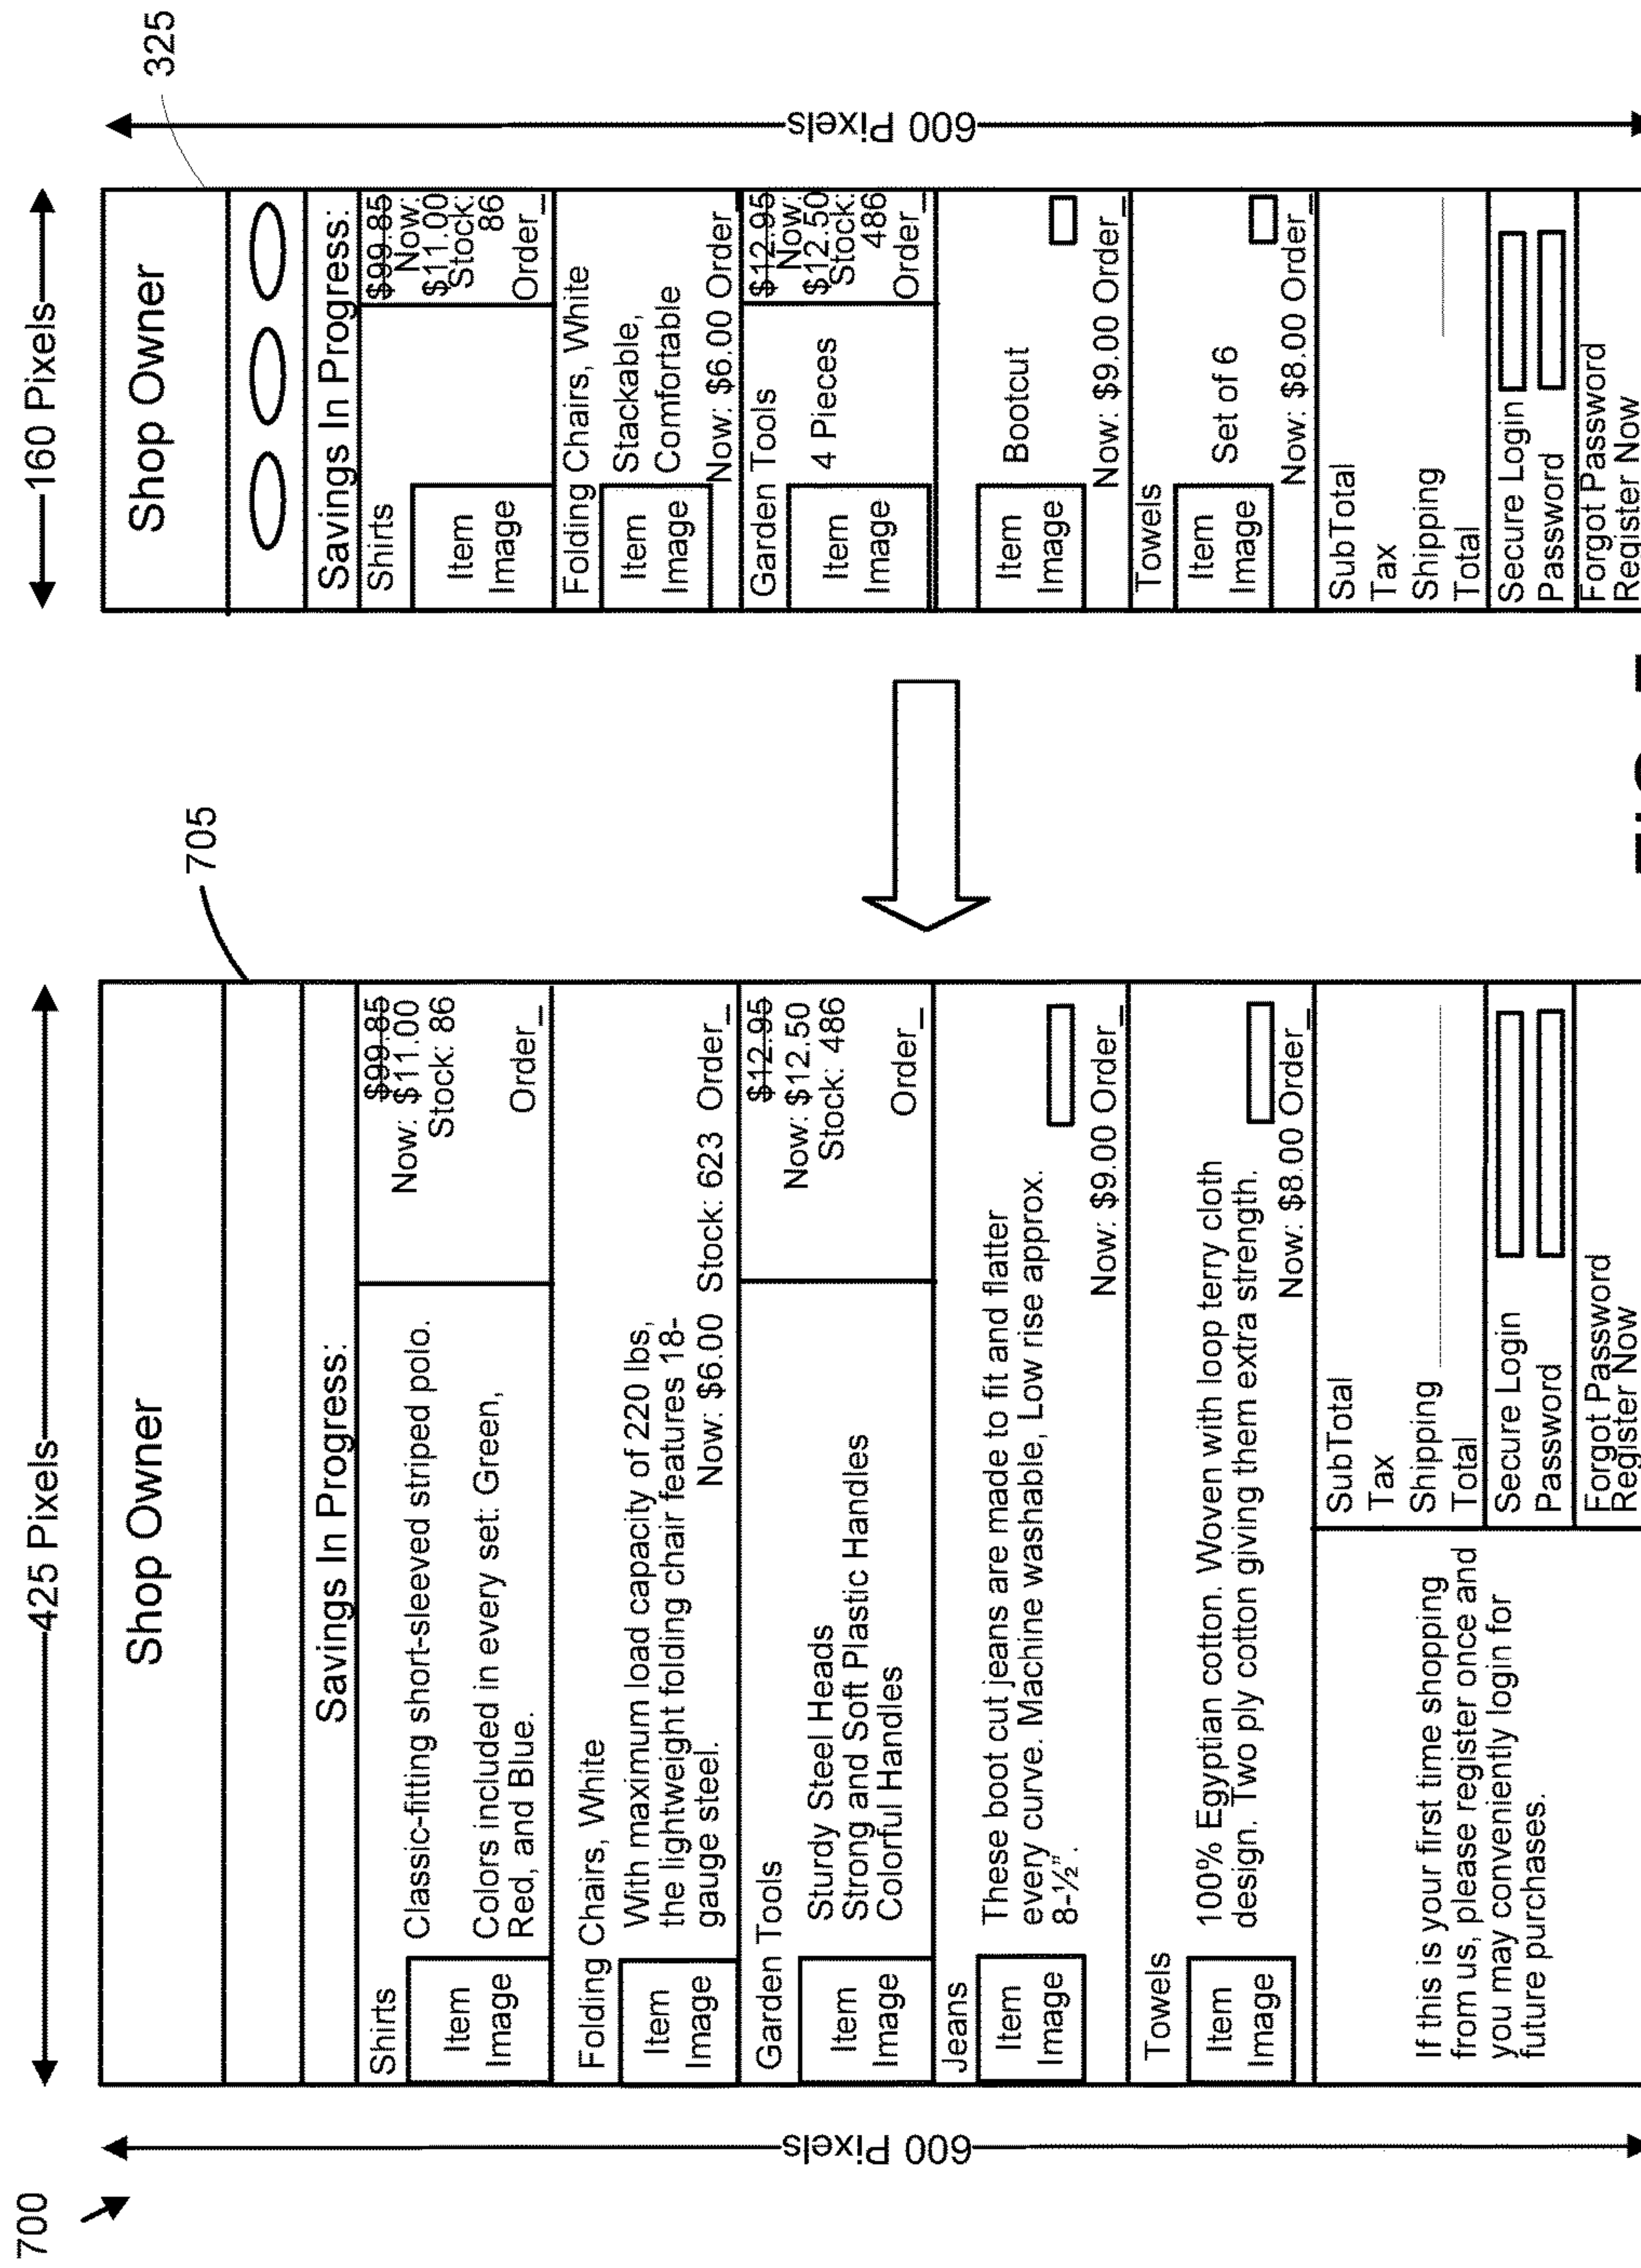 700
425 Pixels
600 Pixels
705
Shop Owner
Savings In Progress:
Shirts
Item
Image
Classic-fitting short-sleeved striped polo.
Colors included in every set: Green,
Red, and Blue.
$99.85
Now: $11.00
Stock: 86
Order_
Folding Chairs, White
Item
Image
With maximum load capacity of 220 lbs,
the lightweight folding chair features 18-
gauge steel.
Now: $6.00 Stock: 623 Order_
Garden Tools
Item
Image
Sturdy Steel Heads
Strong and Soft Plastic Handles
Colorful Handles
$12.95
Now: $12.50
Stock: 486
Order_
Jeans
Item
Image
These boot cut jeans are made to fit and flatter
every curve. Machine washable, Low rise approx.
8-½”.
Now: $9.00 Order_
Towels
Item
Image
100% Egyptian cotton. Woven with loop terry cloth
design. Two ply cotton giving them extra strength.
Now: $8.00 Order_
If this is your first time shopping
from us, please register once and
you may conveniently login for
future purchases.
SubTotal
Tax
Shipping
Total
Secure Login
Password
Forgot Password
Register Now
160 Pixels
600 Pixels
325
Shop Owner
Savings In Progress:
Shirts
Item
Image
$99.85
Now:
$11.00
Stock:
86
Order_
Folding Chairs, White
Item
Image
Stackable,
Comfortable
Now: $6.00 Order_
Garden Tools
Item
Image
4 Pieces
$12.95
Now:
$12.50
Stock:
486
Order_
Item
Image
Bootcut
Now: $9.00 Order_
Towels
Item
Image
Set of 6
Now: $8.00 Order_
SubTotal
Tax
Shipping
Total
Secure Login
Password
Forgot Password
Register Now